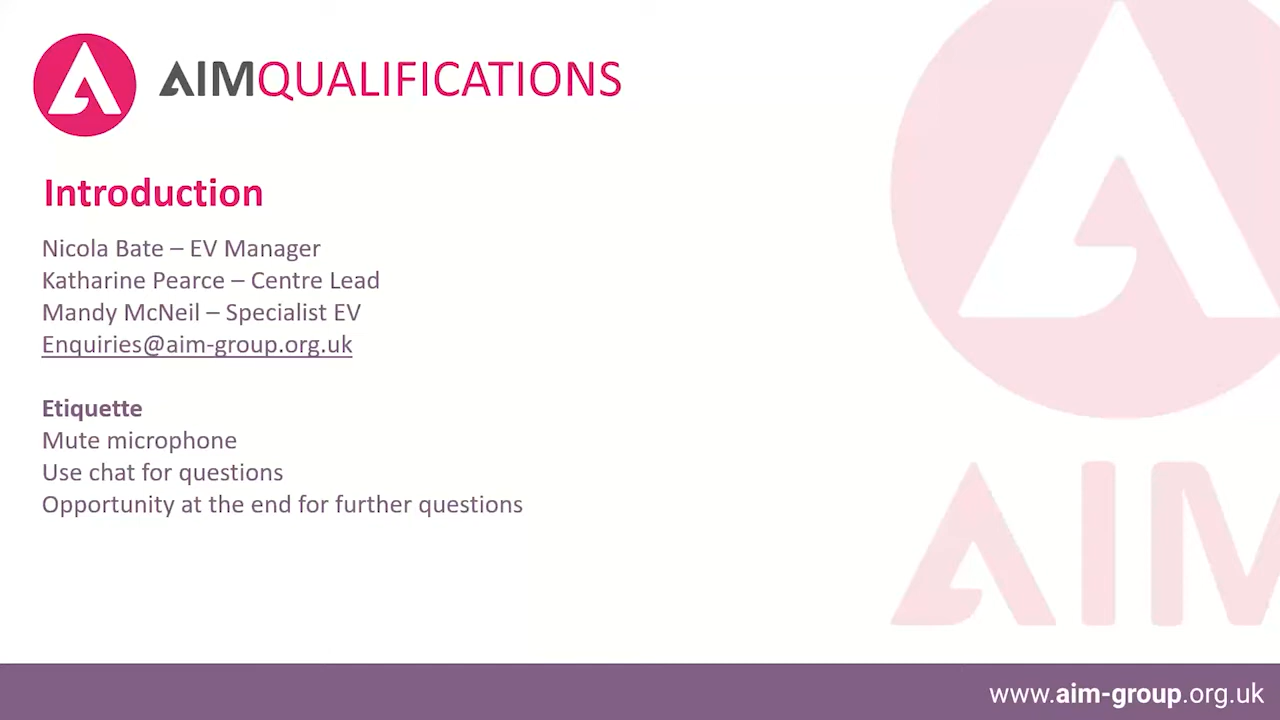 AIMQUALIFICATIONS
Introduction
Nicola Bate – EV Manager
Katharine Pearce – Centre Lead
Mandy McNeil – Specialist EV
Enquiries@aim-group.org.uk
Etiquette
Mute microphone
Use chat for questions
Opportunity at the end for further questions
AIM
www.aim-group.org.uk